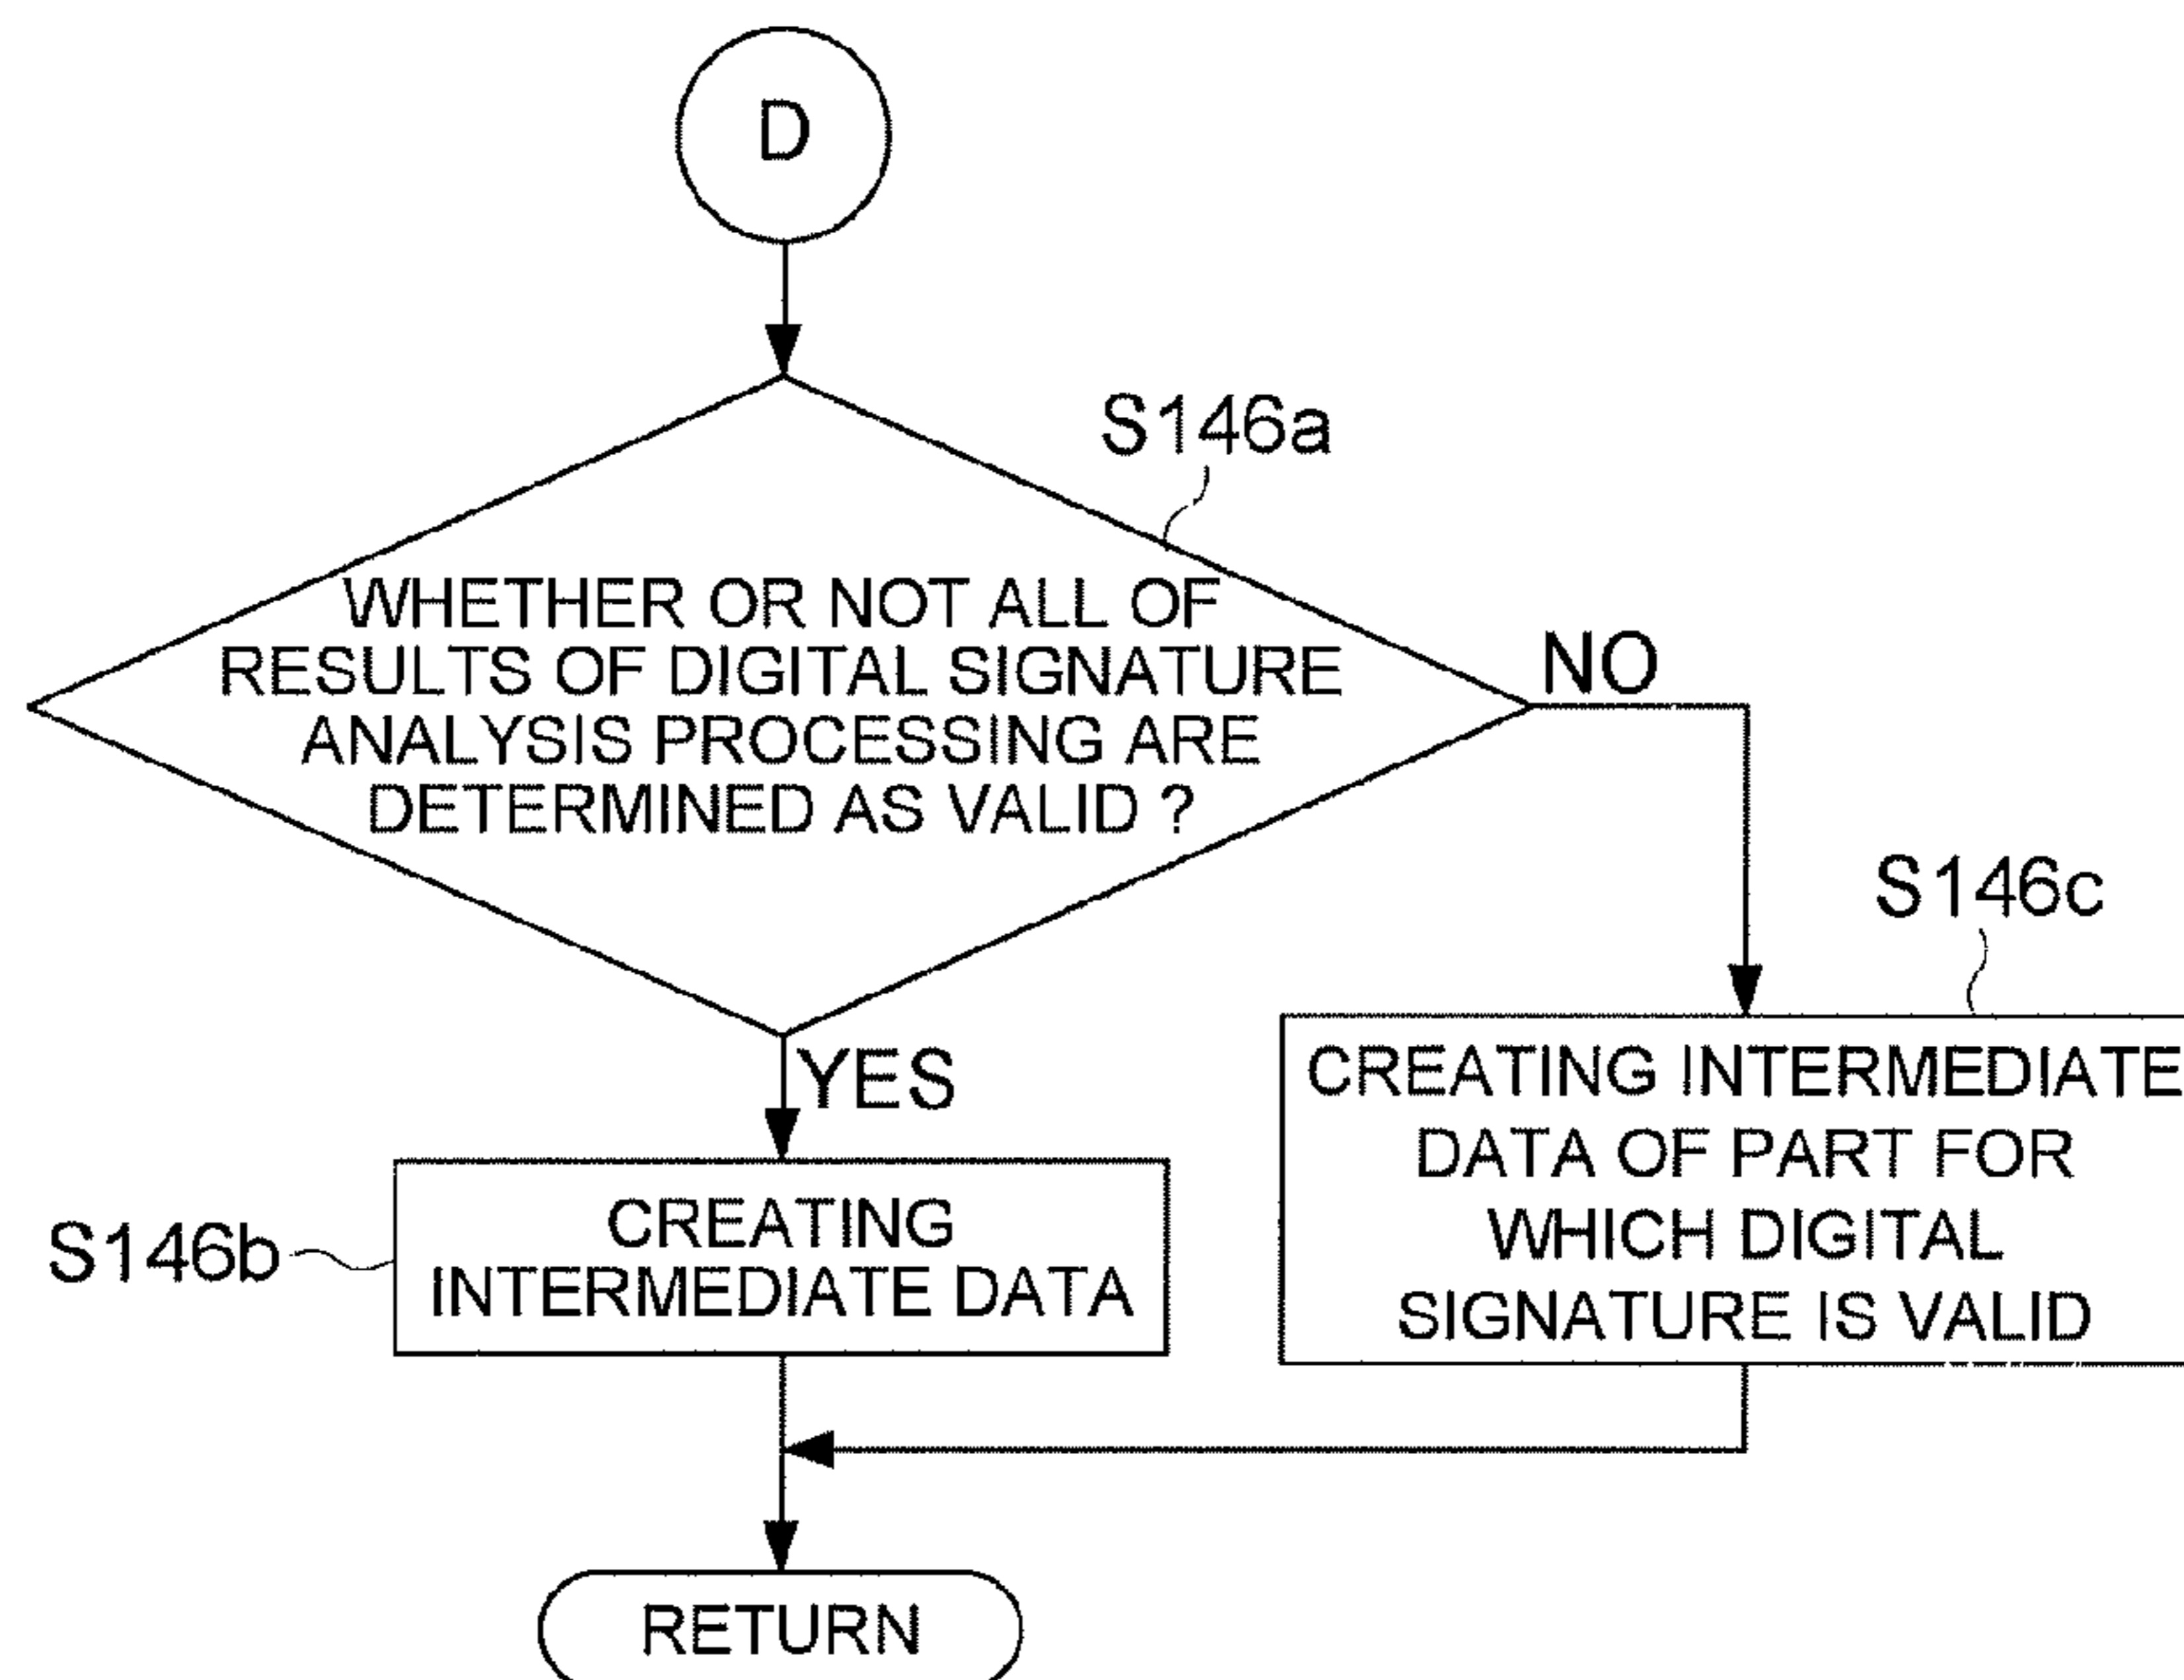 D
S146a
WHETHER OR NOT ALL OF
RESULTS OF DIGITAL SIGNATURE
ANALYSIS PROCESSING ARE
DETERMINED AS VALID ?
NO
YES
S146c
CREATING INTERMEDIATE
DATA OF PART FOR
WHICH DIGITAL
SIGNATURE IS VALID
S146b
CREATING
INTERMEDIATE DATA
RETURN